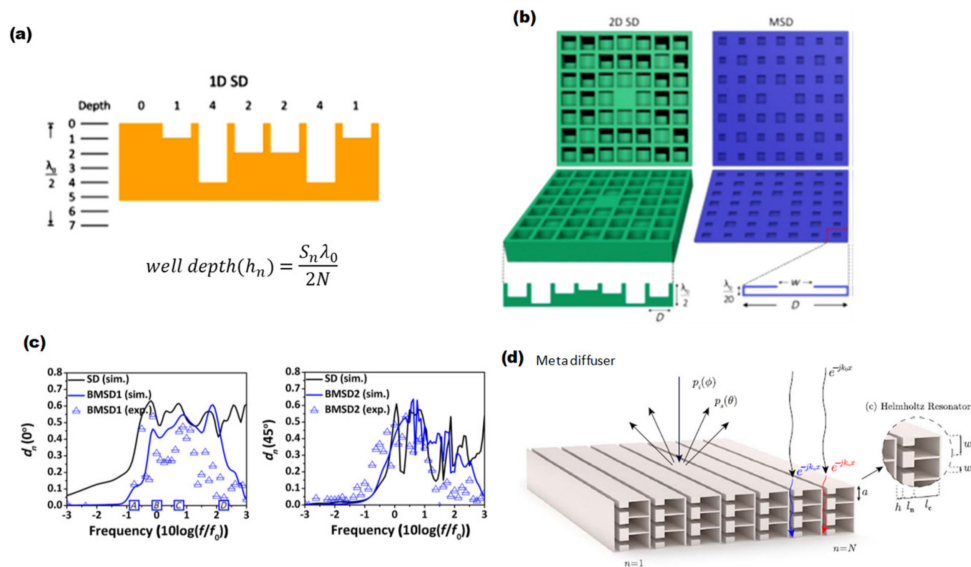 (a)
1D SD
Depth 0 1 4 2 2 4 1
0
1
2
3
4
5
6
7
λ₀
2
well depth(hₙ) = Sₙλ₀
2N
(b)
2D SD
MSD
λ₀
2
D
λ₀
20
w
D
(c)
SD (sim.)
BMSD1 (sim.)
BMSD1 (exp.)
dₙ(0°)
0.8
0.7
0.6
0.5
0.4
0.3
0.2
0.1
0.0
A B C D
-3 -2 -1 0 1 2 3
Frequency (10log(f/f₀))
SD (sim.)
BMSD2 (sim.)
BMSD2 (exp.)
dₙ(45°)
0.8
0.7
0.6
0.5
0.4
0.3
0.2
0.1
0.0
-3 -2 -1 0 1 2 3
Frequency (10log(f/f₀))
(d) Meta diffuser
pᵢ(ϕ)
pₛ(θ)
n=1
n=N
a
(c) Helmholtz Resonator
h